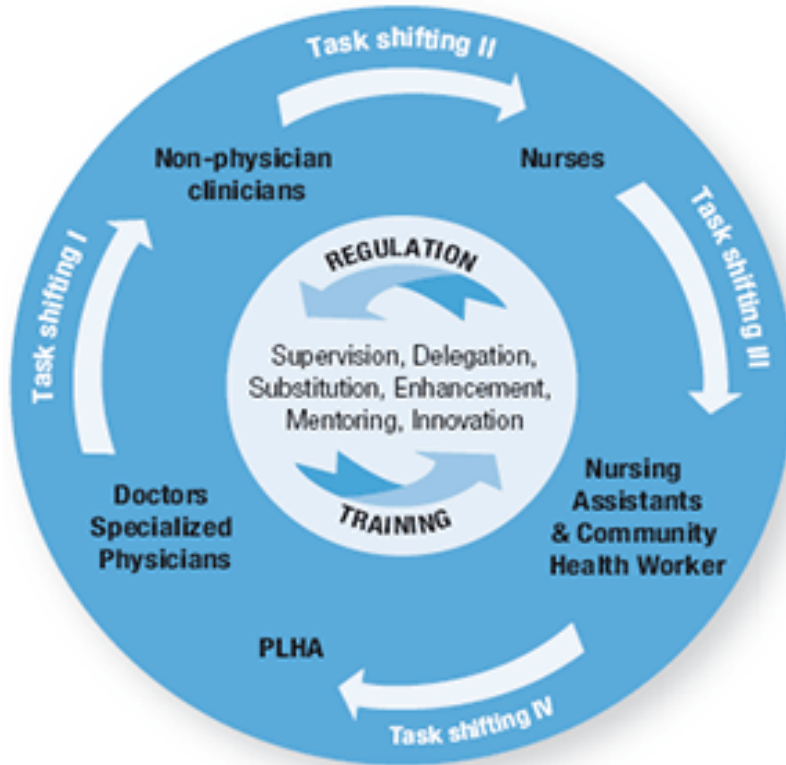 Task shifting II
Non-physician
clinicians
Nurses
Task shifting I
Task shifting III
REGULATION
Supervision, Delegation,
Substitution, Enhancement,
Mentoring, Innovation
TRAINING
Doctors
Specialized
Physicians
Nursing
Assistants
& Community
Health Worker
PLHA
Task shifting IV